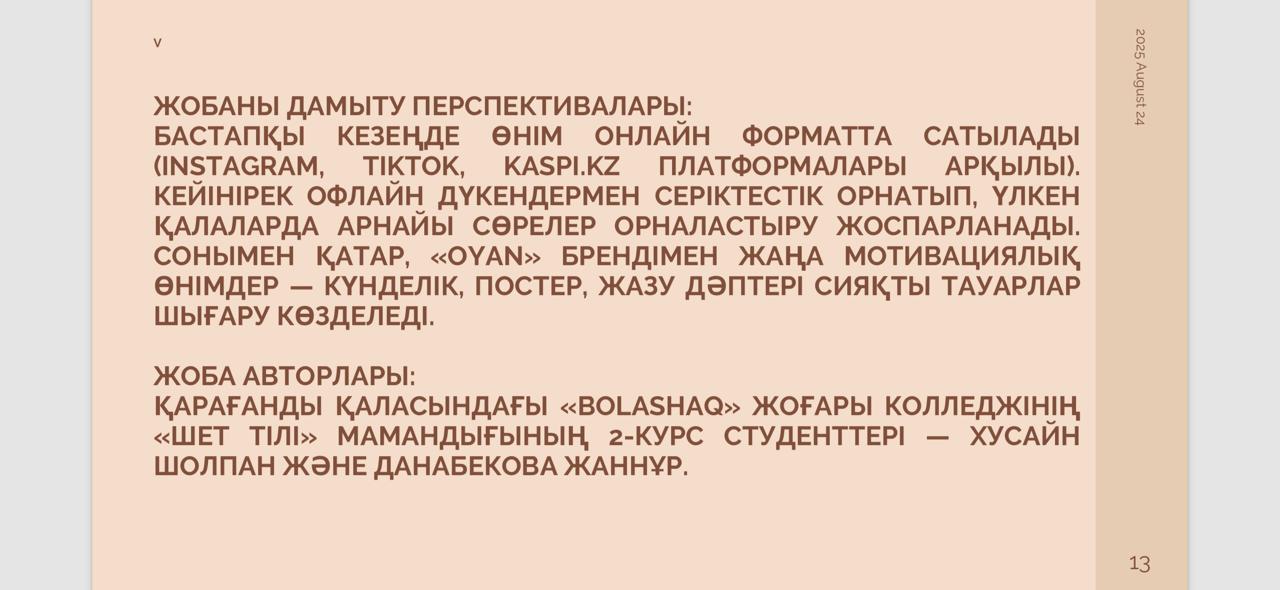 v
2025 August 24
ЖОБАНЫ ДАМЫТУ ПЕРСПЕКТИВАЛАРЫ:
БАСТАПҚЫ КЕЗЕҢДЕ ӨНІМ ОНЛАЙН ФОРМАТТА САТЫЛАДЫ
(INSTAGRAM, TIKTOK, KASPI.KZ ПЛАТФОРМАЛАРЫ АРҚЫЛЫ).
КЕЙІНІРЕК ОФЛАЙН ДҮКЕНДЕРМЕН СЕРІКТЕСТІК ОРНАТЫП, ҮЛКЕН
ҚАЛАЛАРДА АРНАЙЫ СӨРЕЛЕР ОРНАЛАСТЫРУ ЖОСПАРЛАНАДЫ.
СОНЫМЕН ҚАТАР, «OYAN» БРЕНДІМЕН ЖАҢА МОТИВАЦИЯЛЫҚ
ӨНІМДЕР — КҮНДЕЛІК, ПОСТЕР, ЖАЗУ ДӘПТЕРІ СИЯҚТЫ ТАУАРЛАР
ШЫҒАРУ КӨЗДЕЛЕДІ.
ЖОБА АВТОРЛАРЫ:
ҚАРАҒАНДЫ ҚАЛАСЫНДАҒЫ «BOLASHAQ» ЖОҒАРЫ КОЛЛЕДЖІНІҢ
«ШЕТ ТІЛІ» МАМАНДЫҒЫНЫҢ 2-КУРС СТУДЕНТТЕРІ — ХУСАЙН
ШОЛПАН ЖӘНЕ ДАНАБЕКОВА ЖАННҰР.
13